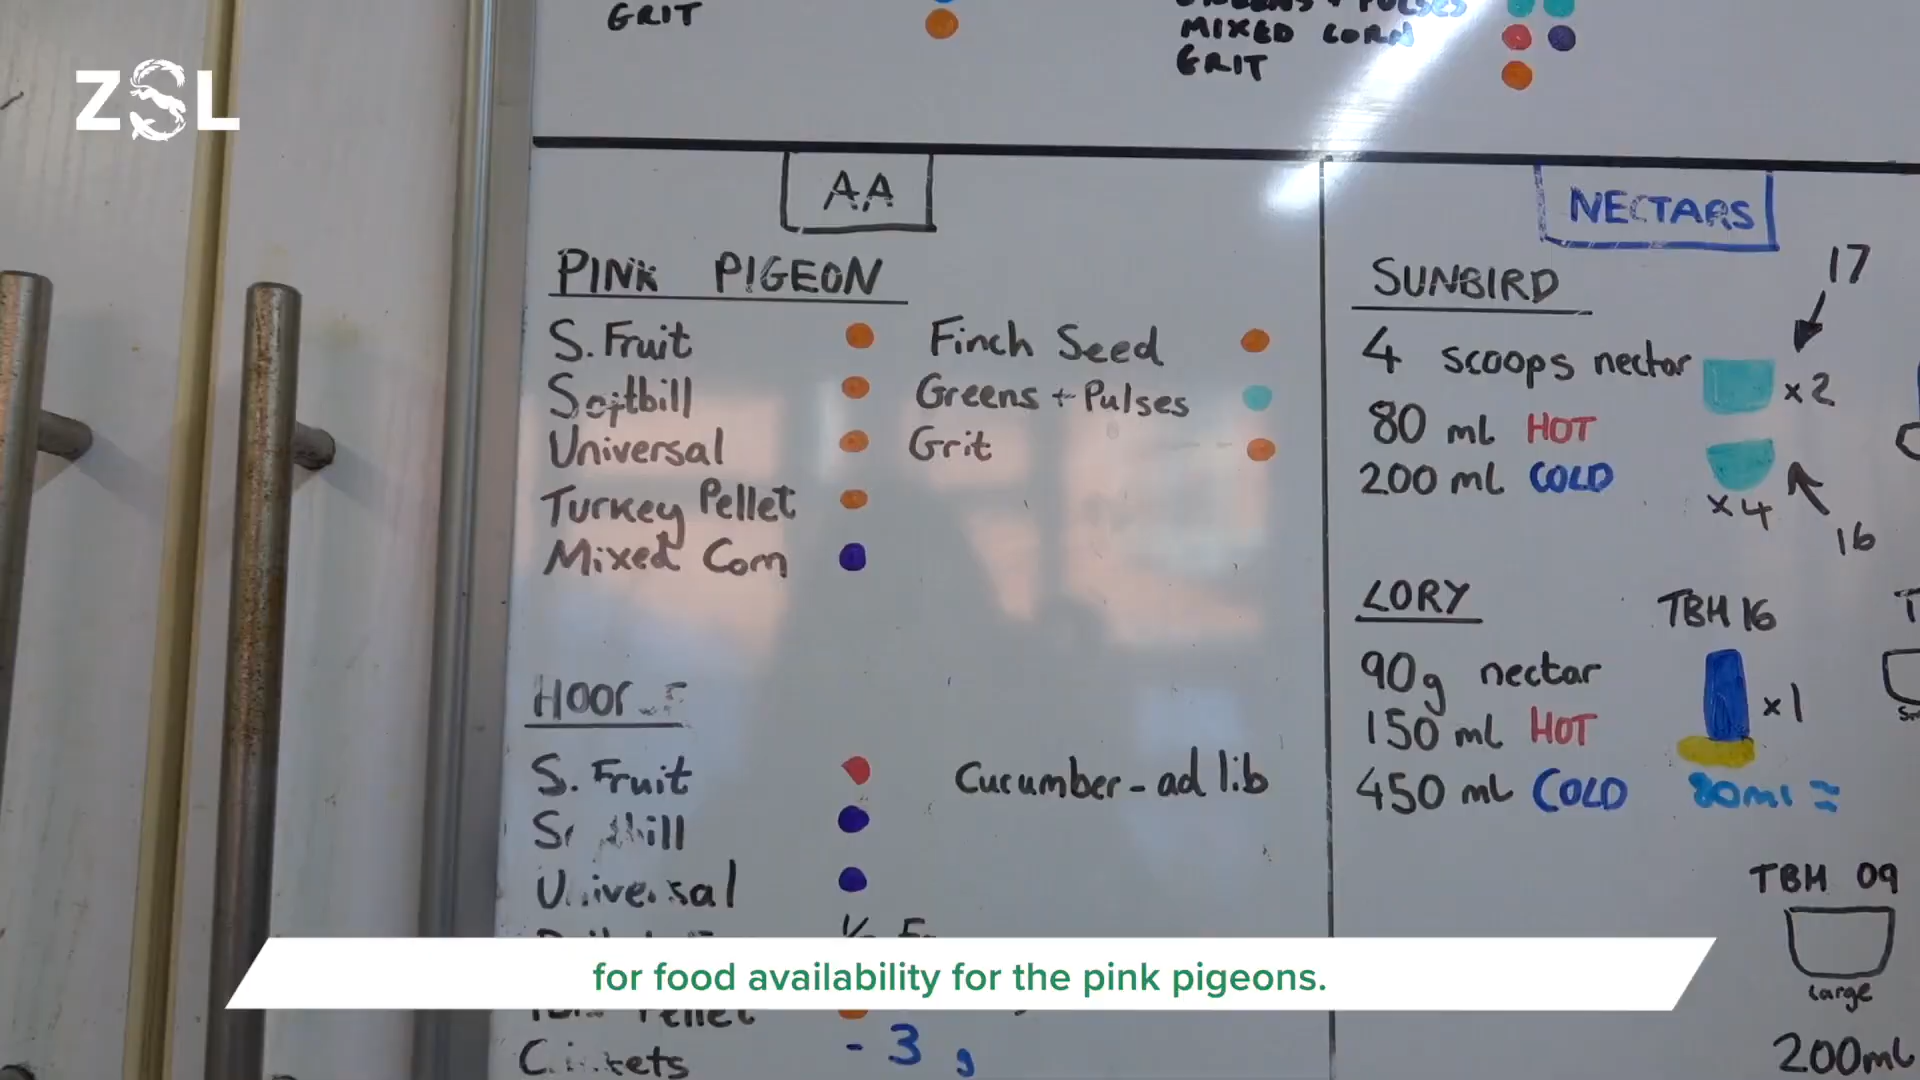 GRIT
MIXED CORN
GRIT
ZSL
AA
PINK PIGEON
S. Fruit
Softbill
Universal
Turkey Pellet
Mixed Corn
Finch Seed
Greens + Pulses
Grit
S. Fruit
Universal
Cucumber - ad lib
- 3 g
NECTARS
SUNBIRD
4 scoops nectar
80 ml HOT
200 ml COLD
17
x2
x4
16
LORY
90g nectar
150 ml HOT
450 ml COLD
TBH 16
x1
80ml =
TBH 09
Large
200ml
for food availability for the pink pigeons.